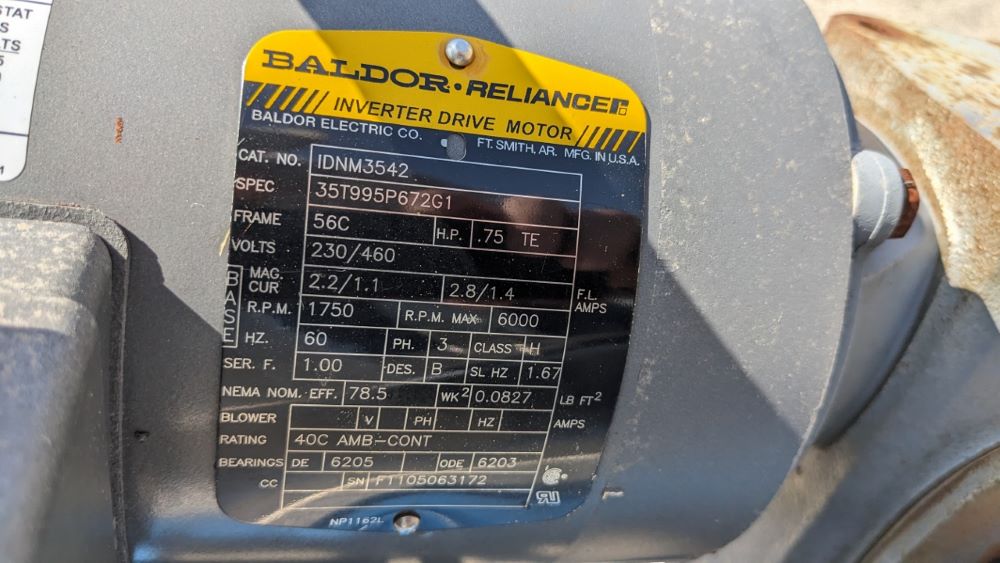 STAT
S
LTS
5
BALDOR · RELIANCE
INVERTER DRIVE MOTOR
BALDOR ELECTRIC CO. FT. SMITH, AR. MFG. IN U.S.A.
CAT. NO. IDNM3542
SPEC 35T995P672G1
FRAME 56C H.P. .75 TE
VOLTS 230/460
BASE
MAG. CUR 2.2/1.1 2.8/1.4 F.L. AMPS
R.P.M. 1750 R.P.M. MAX 6000
HZ. 60 PH. 3 CLASS H
SER. F. 1.00 DES. B SL HZ 1.67
NEMA NOM. EFF. 78.5 WK² 0.0827 LB FT²
BLOWER V PH HZ AMPS
RATING 40C AMB-CONT
BEARINGS DE 6205 ODE 6203
CC SN F1105063172
NP1162L